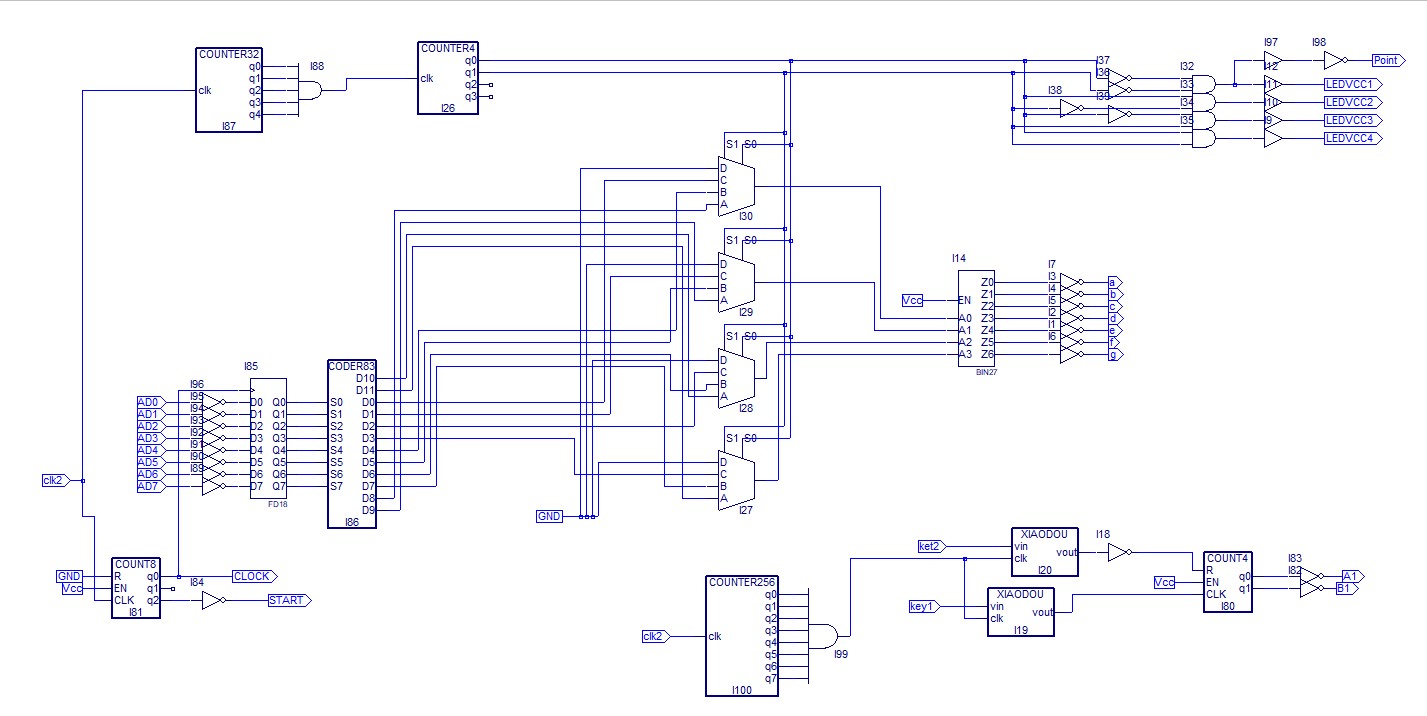 COUNTER32
q0
q1
clk q2
q3
q4
I87
I88
COUNTER4
q0
clk q1
q2
q3
I26
I37
I36
I38
I39
I32
I33
I34
I35
I97
I98
Point
I12
I11
LEDVCC1
I10
LEDVCC2
I9
LEDVCC3
LEDVCC4
S1 S0
D
C
B
A
I30
S1 S0
D
C
B
A
I29
S1 S0
D
C
B
A
I28
S1 S0
D
C
B
A
I27
GND
I14
Vcc
EN
A0
A1
A2
A3
Z0
Z1
Z2
Z3
Z4
Z5
Z6
BIN27
I7
I3
I4
I5
I2
I1
I6
a
b
c
d
e
f
g
I96
I95
I94
I93
I92
I91
I90
I89
AD0
AD1
AD2
AD3
AD4
AD5
AD6
AD7
I85
D0 Q0
D1 Q1
D2 Q2
D3 Q3
D4 Q4
D5 Q5
D6 Q6
D7 Q7
FD18
CODER83
D10
D11
S0 D0
S1 D1
S2 D2
S3 D3
S4 D4
S5 D5
S6 D6
S7 D7
D8
D9
I86
clk2
GND
Vcc
COUNT8
R q0
EN q1
CLK q2
I81
CLOCK
I84
START
clk2
COUNTER256
q0
q1
q2
clk q3
q4
q5
q6
q7
I100
I99
ket2
XIAODOU
vin
vout
clk
I20
I18
key1
XIAODOU
vin
vout
clk
I19
Vcc
COUNT4
R
q0
EN
q1
CLK
I80
I83
I82
A1
B1